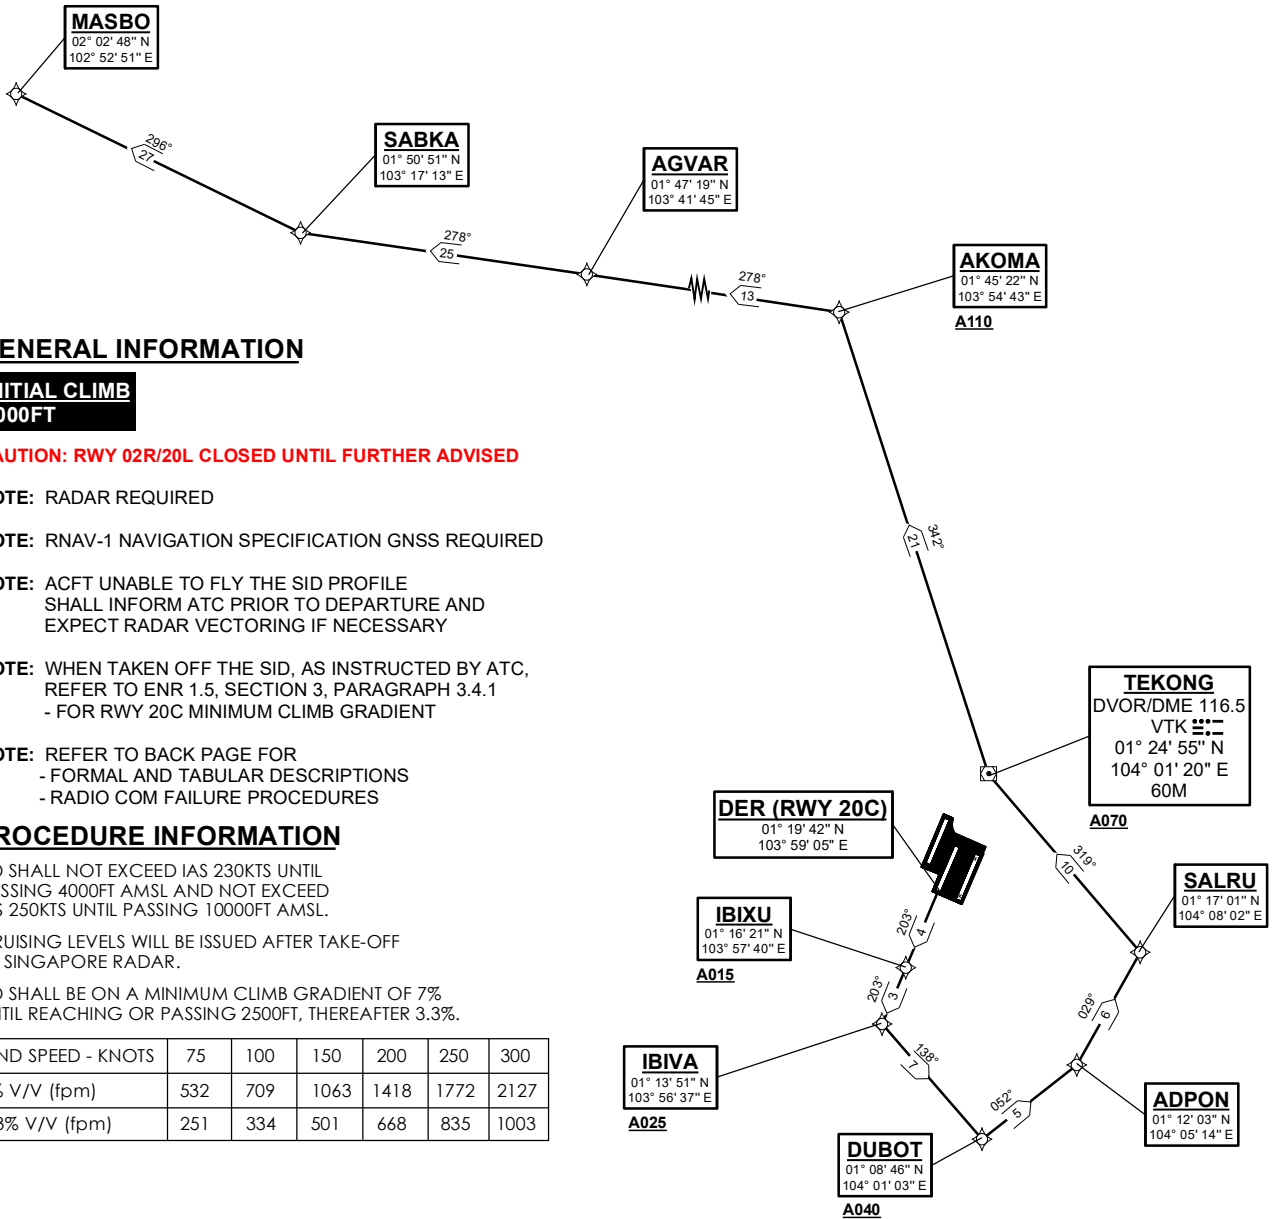 MASBO
02° 02' 48" N
102° 52' 51" E
296°
27
SABKA
01° 50' 51" N
103° 17' 13" E
278°
25
AGVAR
01° 47' 19" N
103° 41' 45" E
278°
13
AKOMA
01° 45' 22" N
103° 54' 43" E
A110
342°
21
TEKONG
DVOR/DME 116.5
VTK
01° 24' 55" N
104° 01' 20" E
60M
A070
319°
10
SALRU
01° 17' 01" N
104° 08' 02" E
029°
6
ADPON
01° 12' 03" N
104° 05' 14" E
052°
5
DUBOT
01° 08' 46" N
104° 01' 03" E
A040
138°
7
IBIVA
01° 13' 51" N
103° 56' 37" E
A025
203°
3
IBIXU
01° 16' 21" N
103° 57' 40" E
A015
203°
4
DER (RWY 20C)
01° 19' 42" N
103° 59' 05" E
ENERAL INFORMATION
ITIAL CLIMB
000FT
AUTION: RWY 02R/20L CLOSED UNTIL FURTHER ADVISED
OTE: RADAR REQUIRED
OTE: RNAV-1 NAVIGATION SPECIFICATION GNSS REQUIRED
OTE: ACFT UNABLE TO FLY THE SID PROFILE
SHALL INFORM ATC PRIOR TO DEPARTURE AND
EXPECT RADAR VECTORING IF NECESSARY
OTE: WHEN TAKEN OFF THE SID, AS INSTRUCTED BY ATC,
REFER TO ENR 1.5, SECTION 3, PARAGRAPH 3.4.1
- FOR RWY 20C MINIMUM CLIMB GRADIENT
OTE: REFER TO BACK PAGE FOR
- FORMAL AND TABULAR DESCRIPTIONS
- RADIO COM FAILURE PROCEDURES
ROCEDURE INFORMATION
D SHALL NOT EXCEED IAS 230KTS UNTIL
SSING 4000FT AMSL AND NOT EXCEED
S 250KTS UNTIL PASSING 10000FT AMSL.
RUISING LEVELS WILL BE ISSUED AFTER TAKE-OFF
SINGAPORE RADAR.
D SHALL BE ON A MINIMUM CLIMB GRADIENT OF 7%
TIL REACHING OR PASSING 2500FT, THEREAFTER 3.3%.
ND SPEED - KNOTS 75 100 150 200 250 300
% V/V (fpm) 532 709 1063 1418 1772 2127
3% V/V (fpm) 251 334 501 668 835 1003